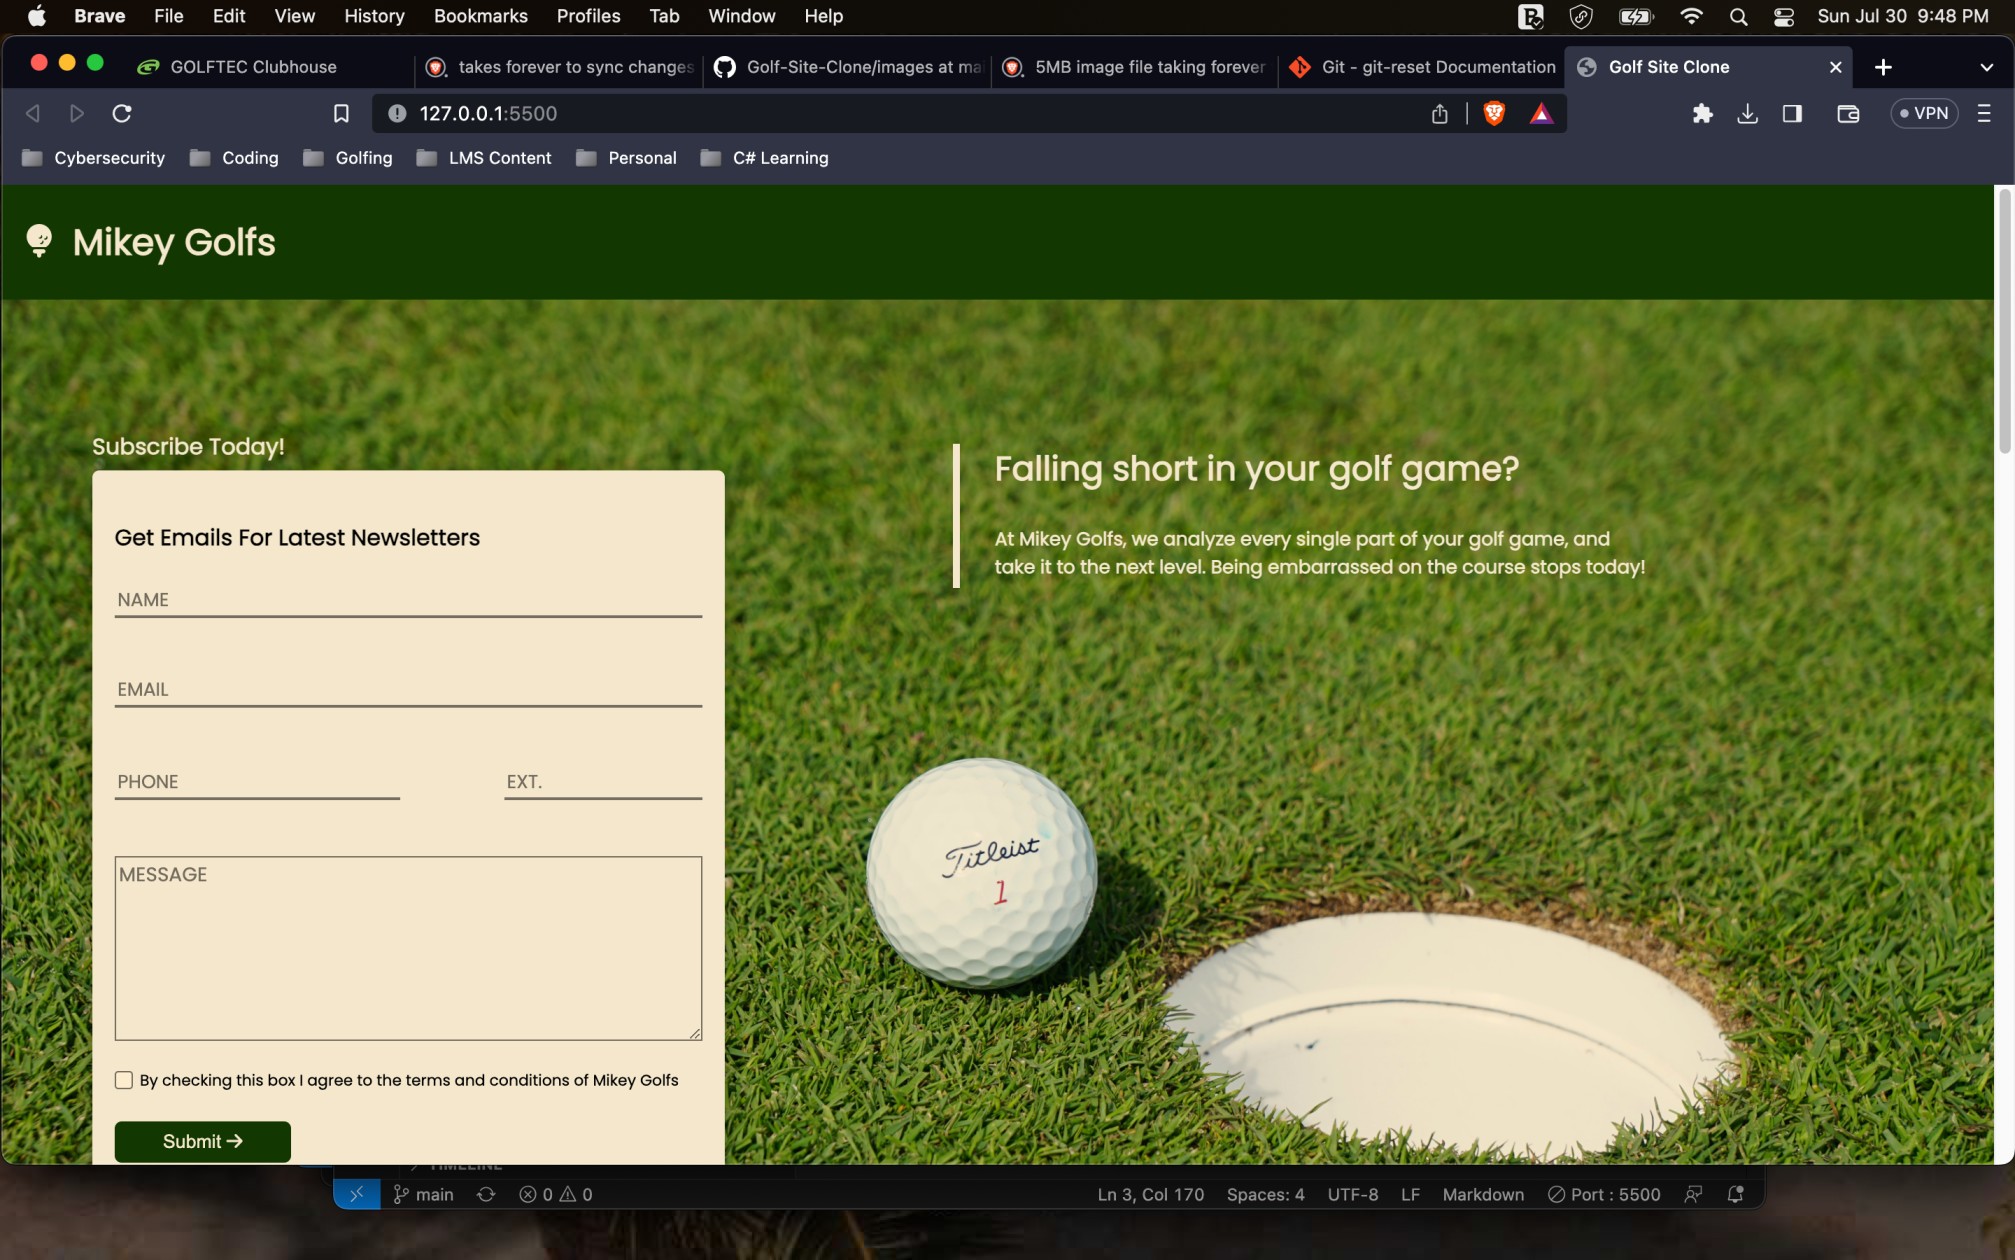 Brave File Edit View History Bookmarks Profiles Tab Window Help Sun Jul 30 9:48 PM
GOLFTEC Clubhouse takes forever to sync changes Golf-Site-Clone/images at ma 5MB image file taking forever Git - git-reset Documentation Golf Site Clone
127.0.0.1:5500 VPN
Cybersecurity Coding Golfing LMS Content Personal C# Learning
Mikey Golfs
Subscribe Today!
Get Emails For Latest Newsletters
NAME
EMAIL
PHONE EXT.
MESSAGE
By checking this box I agree to the terms and conditions of Mikey Golfs
Submit →
Falling short in your golf game?
At Mikey Golfs, we analyze every single part of your golf game, and
take it to the next level. Being embarrassed on the course stops today!
Titleist
1
TIMELINE
main 0 0 Ln 3, Col 170 Spaces: 4 UTF-8 LF Markdown Port : 5500